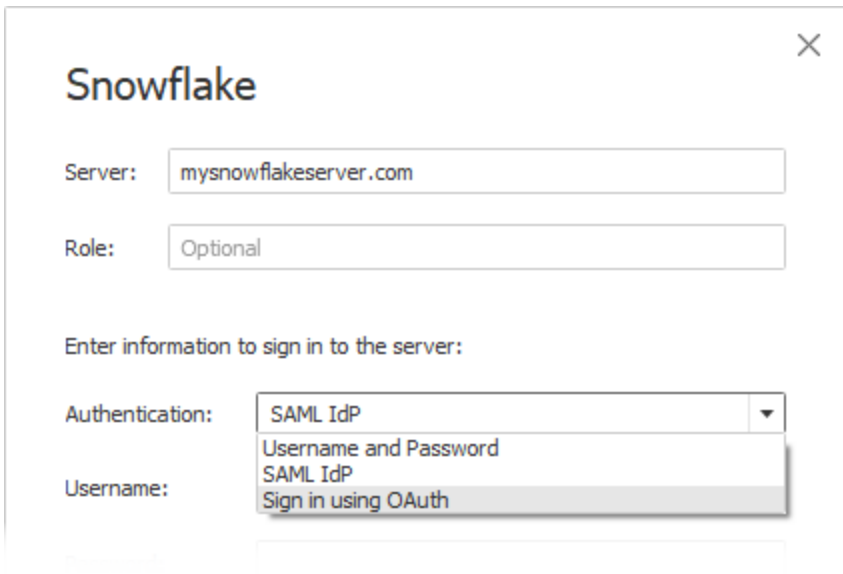 Snowflake
Server: mysnowflakeserver.com
Role: Optional
Enter information to sign in to the server:
Authentication: SAML IdP
Username and Password
SAML IdP
Username:
Sign in using OAuth